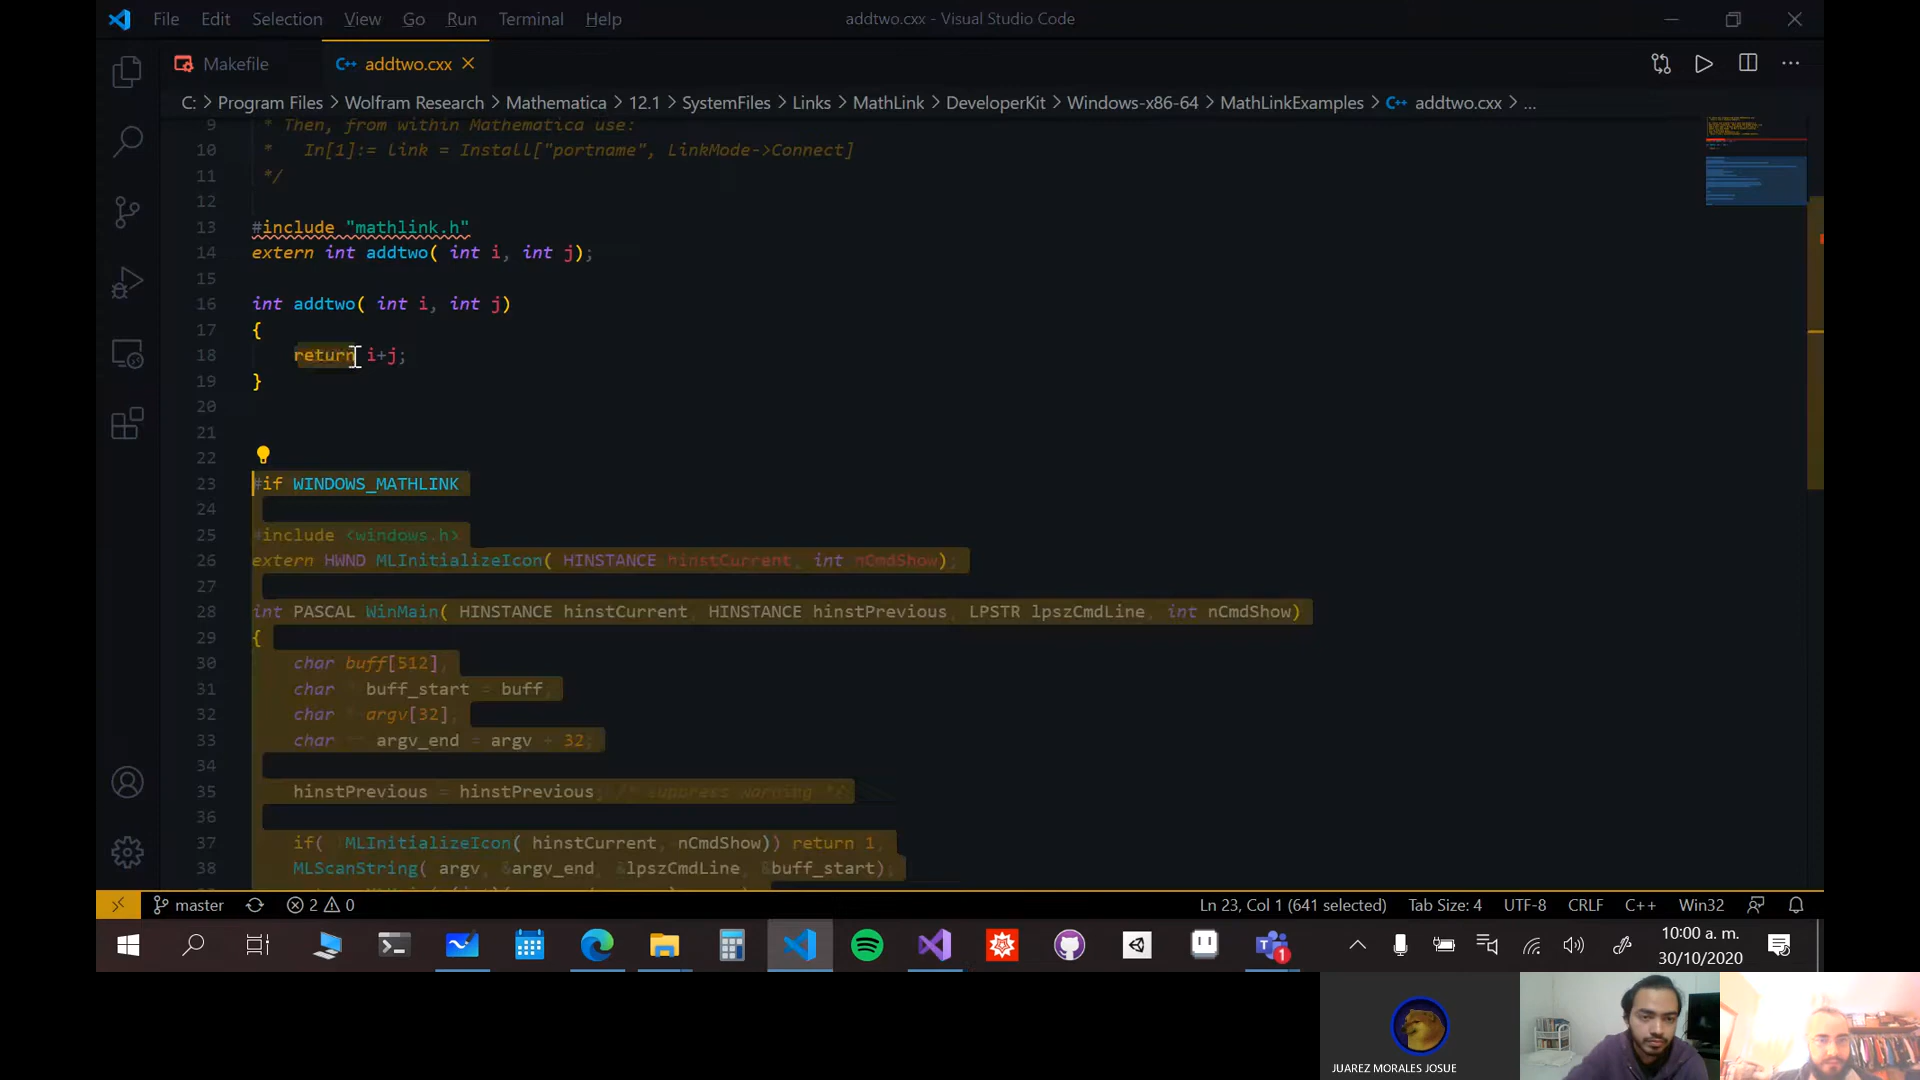 File Edit Selection View Go Run Terminal Help
addtwo.cxx - Visual Studio Code
Makefile
C++ addtwo.cxx
C: > Program Files > Wolfram Research > Mathematica > 12.1 > SystemFiles > Links > MathLink > DeveloperKit > Windows-x86-64 > MathLinkExamples > C++ addtwo.cxx > ...
9 * Then, from within Mathematica use:
10 * In[1]:= link = Install["portname", LinkMode->Connect]
11 */
12
13 #include "mathlink.h"
14 extern int addtwo( int i, int j);
15
16 int addtwo( int i, int j)
17 {
18 return i+j;
19 }
20
21
22
23 #if WINDOWS_MATHLINK
24
25 #include <windows.h>
26 extern HWND MLInitializeIcon( HINSTANCE hinstCurrent, int nCmdShow);
27
28 int PASCAL WinMain( HINSTANCE hinstCurrent, HINSTANCE hinstPrevious, LPSTR lpszCmdLine, int nCmdShow)
29 {
30 char buff[512];
31 char * buff_start = buff;
32 char * argv[32];
33 char ** argv_end = argv + 32;
34
35 hinstPrevious = hinstPrevious; /* suppress warning */
36
37 if( !MLInitializeIcon( hinstCurrent, nCmdShow)) return 1;
38 MLScanString( argv, &argv_end, &lpszCmdLine, &buff_start);
master 2 0
Ln 23, Col 1 (641 selected) Tab Size: 4 UTF-8 CRLF C++ Win32
1
10:00 a. m.
30/10/2020
JUAREZ MORALES JOSUE